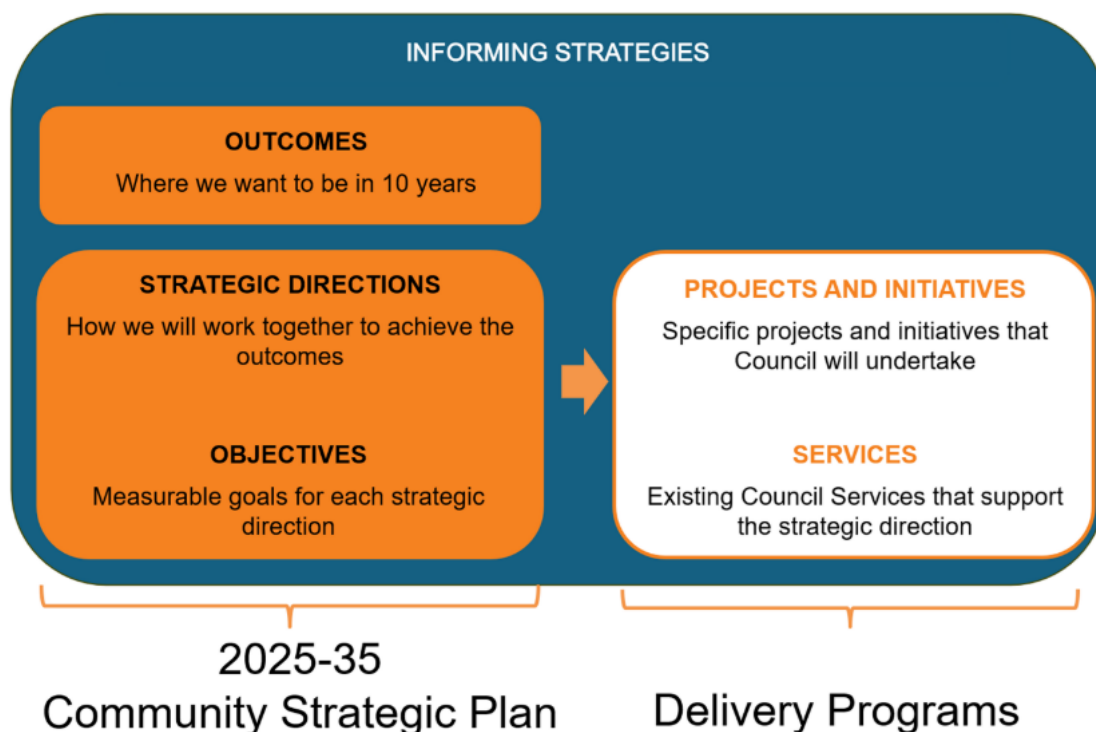 INFORMING STRATEGIES
OUTCOMES
Where we want to be in 10 years
STRATEGIC DIRECTIONS
How we will work together to achieve the
outcomes
OBJECTIVES
Measurable goals for each strategic
direction
PROJECTS AND INITIATIVES
Specific projects and initiatives that
Council will undertake
SERVICES
Existing Council Services that support
the strategic direction
2025-35
Community Strategic Plan
Delivery Programs